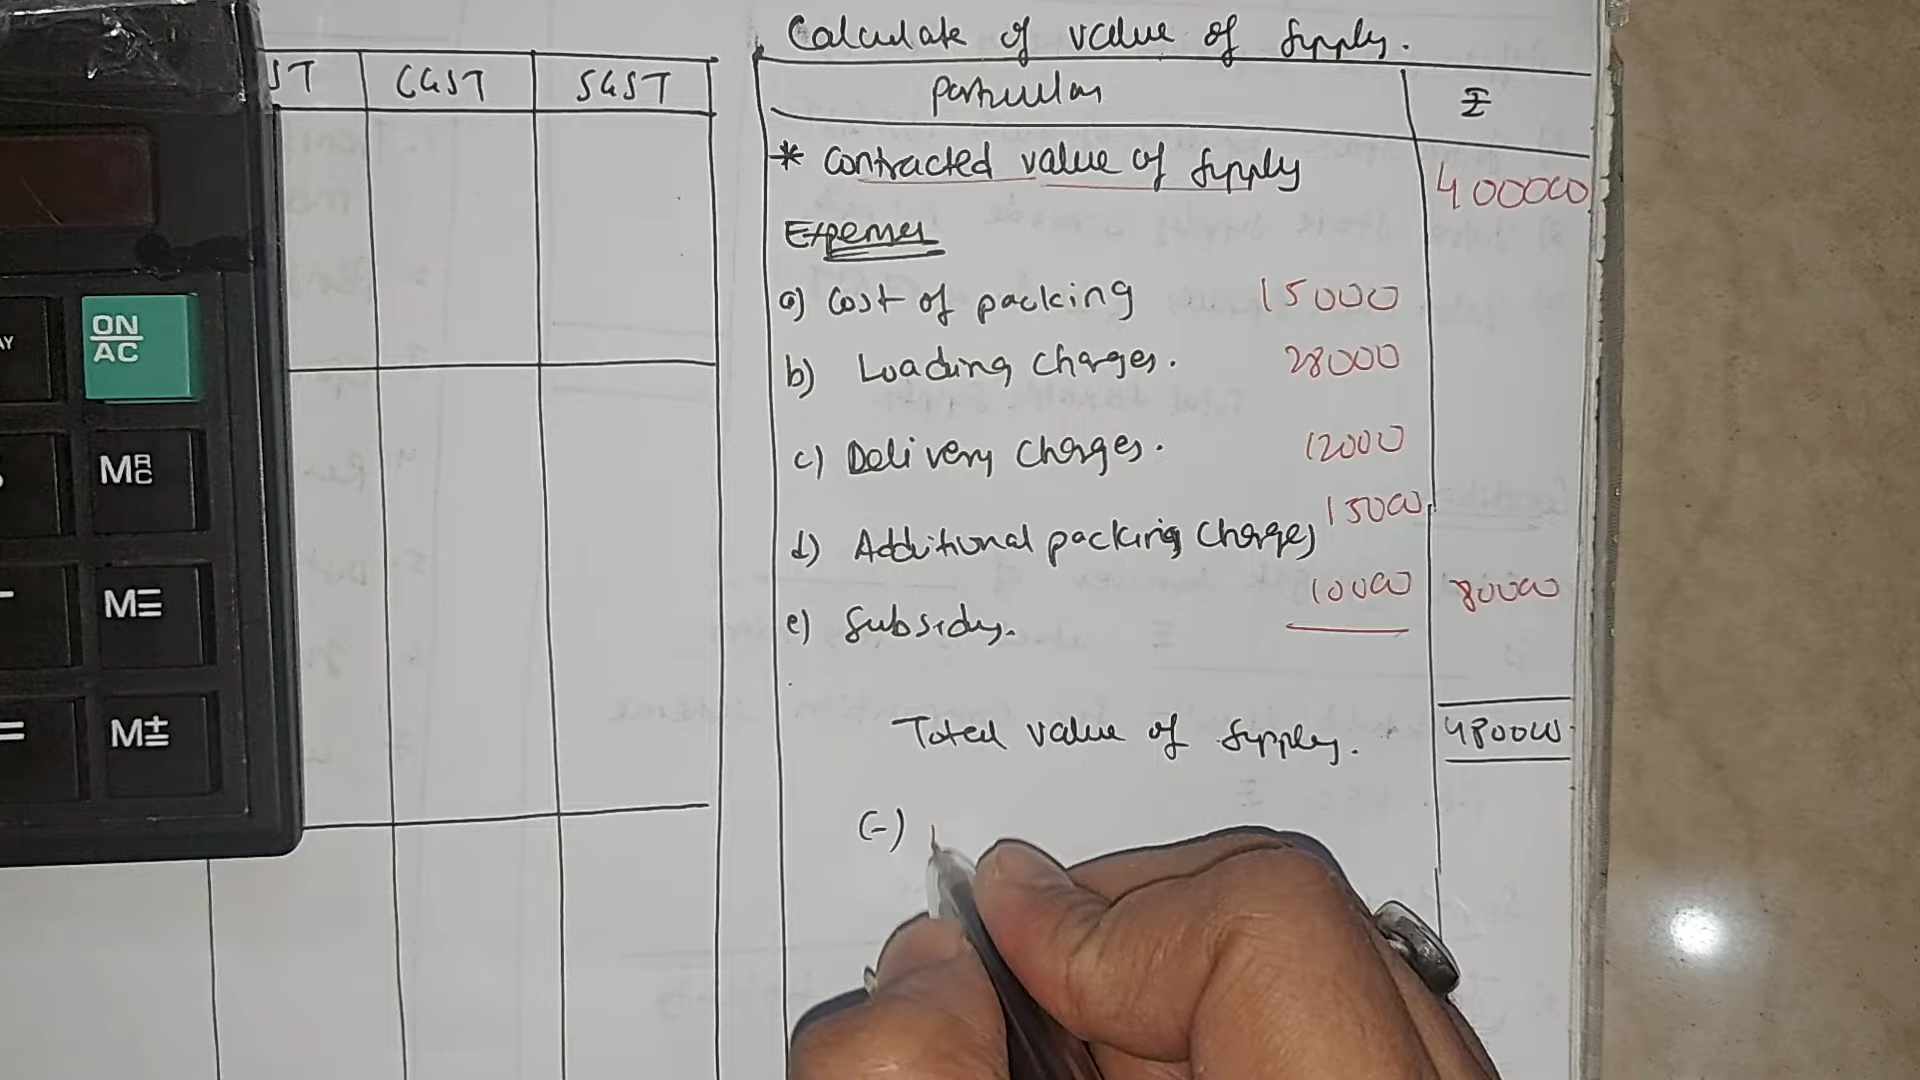 Calculate of value of Supply.
Particular ₹
* Contracted value of Supply 400000
Expenses
a) Cost of packing 15000
b) Loading Charges. 28000
c) Delivery Charges. 12000
d) Additional packing Charges 15000
e) Subsidy. 10000 80000
Total value of Supply. 480000
(-)
ST CGST SGST
ON
AC
AY
MRC
M=
M±
=